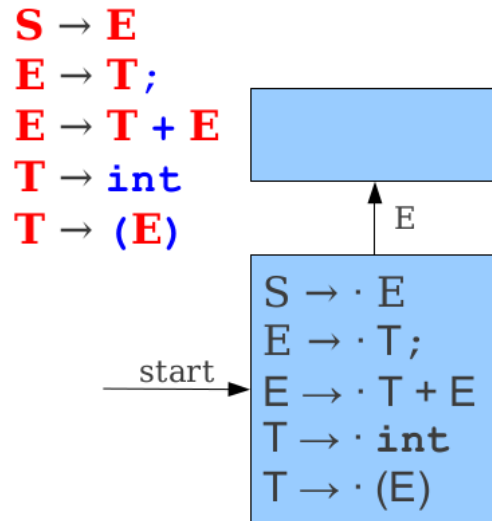 S → E
E → T;
E → T + E
T → int
T → (E)
E
start
S → · E
E → · T;
E → · T + E
T → · int
T → · (E)